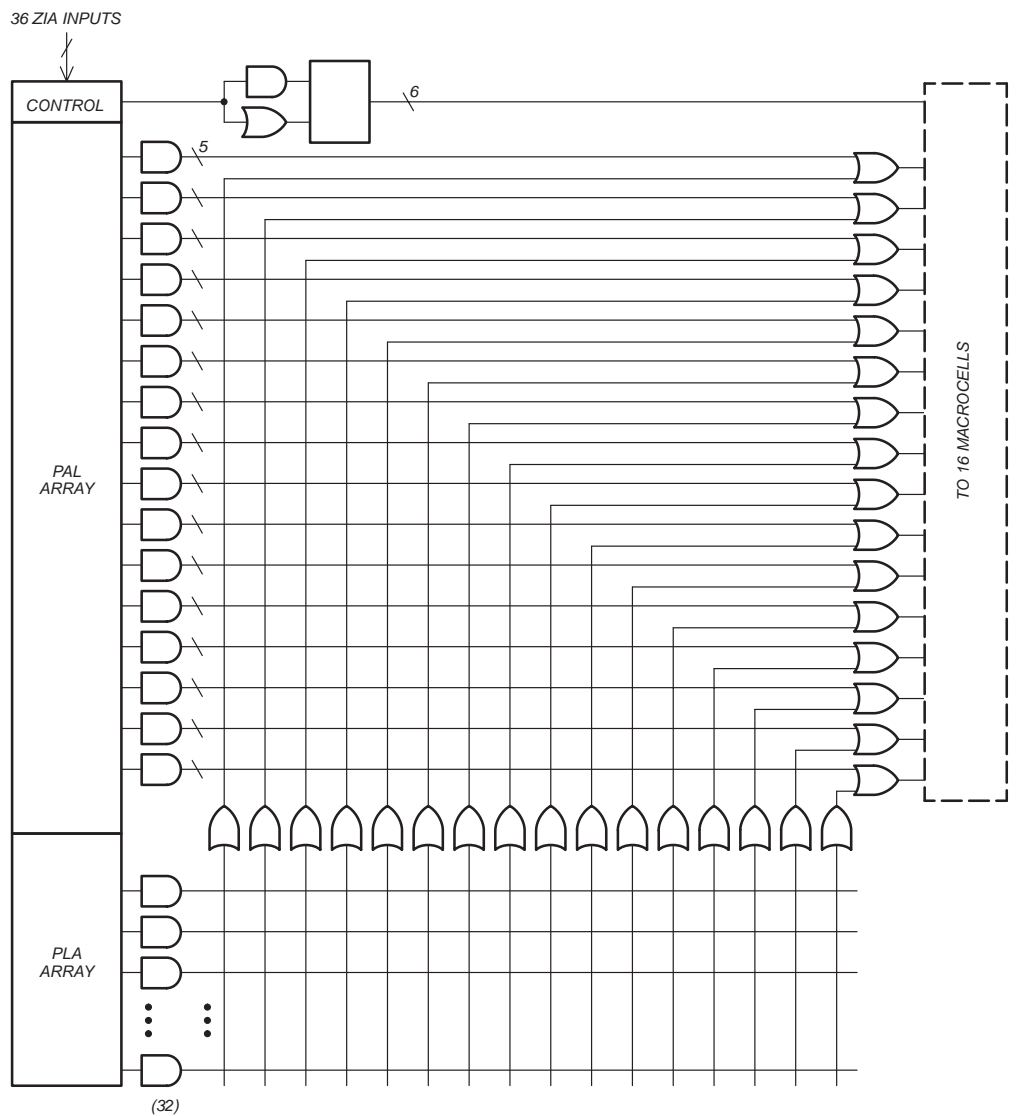 36 ZIA INPUTS
CONTROL
6
5
PAL
ARRAY
TO 16 MACROCELLS
PLA
ARRAY
(32)